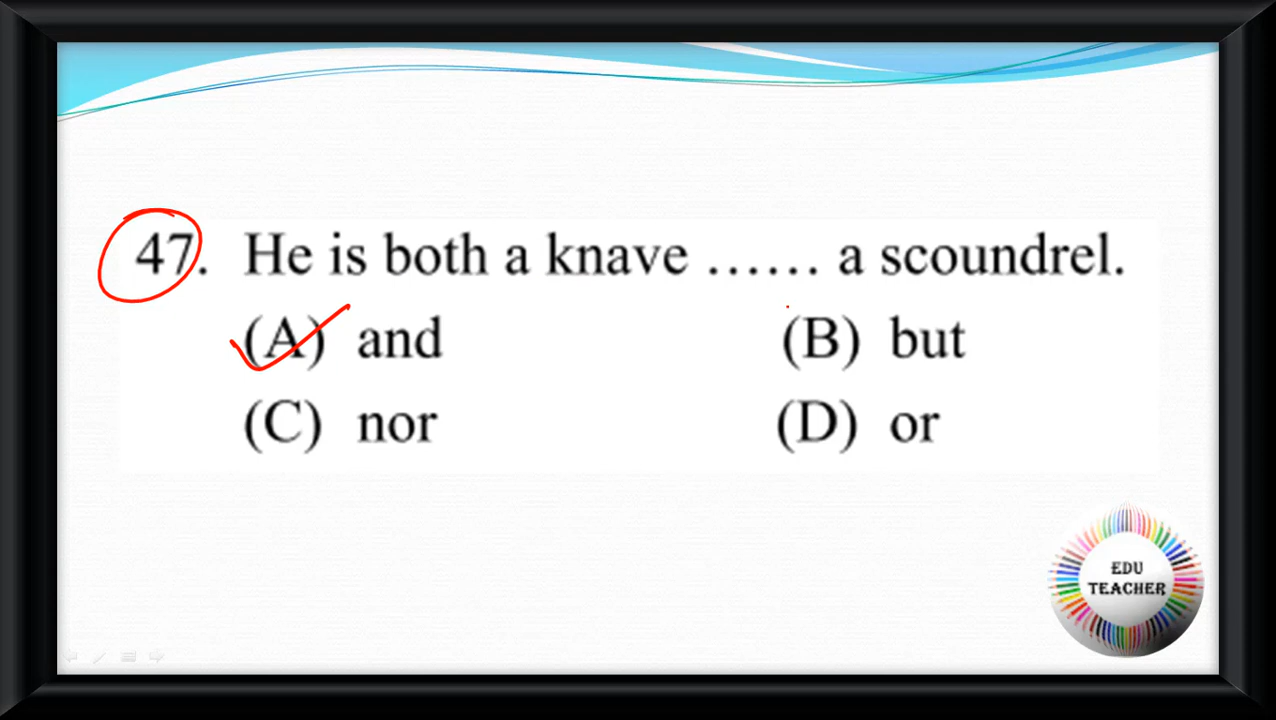 47. He is both a knave ...... a scoundrel.
(A) and (B) but
(C) nor (D) or
EDU
TEACHER